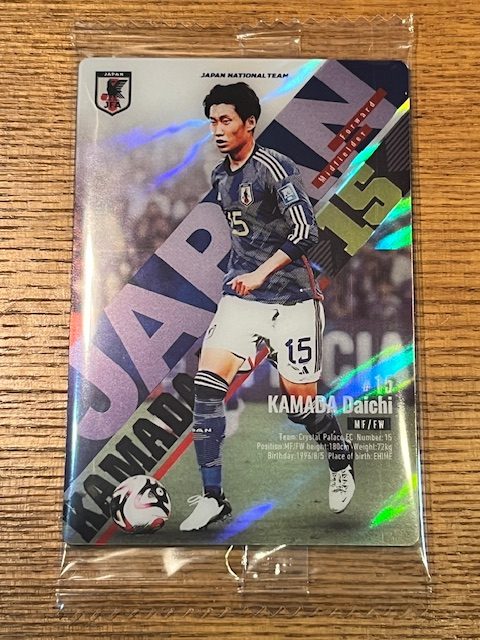 JAPAN
JFA
JAPAN NATIONAL TEAM
JAPAN
Forward
Midfielder
15
15
15
KAMADA
#15
KAMADA Daichi
MF/FW
Team:Crystal Palace FC Number:15
Position:MF/FW height:180cm\Weight:73kg
Birthday:1996/8/5 Place of birth:EHIME